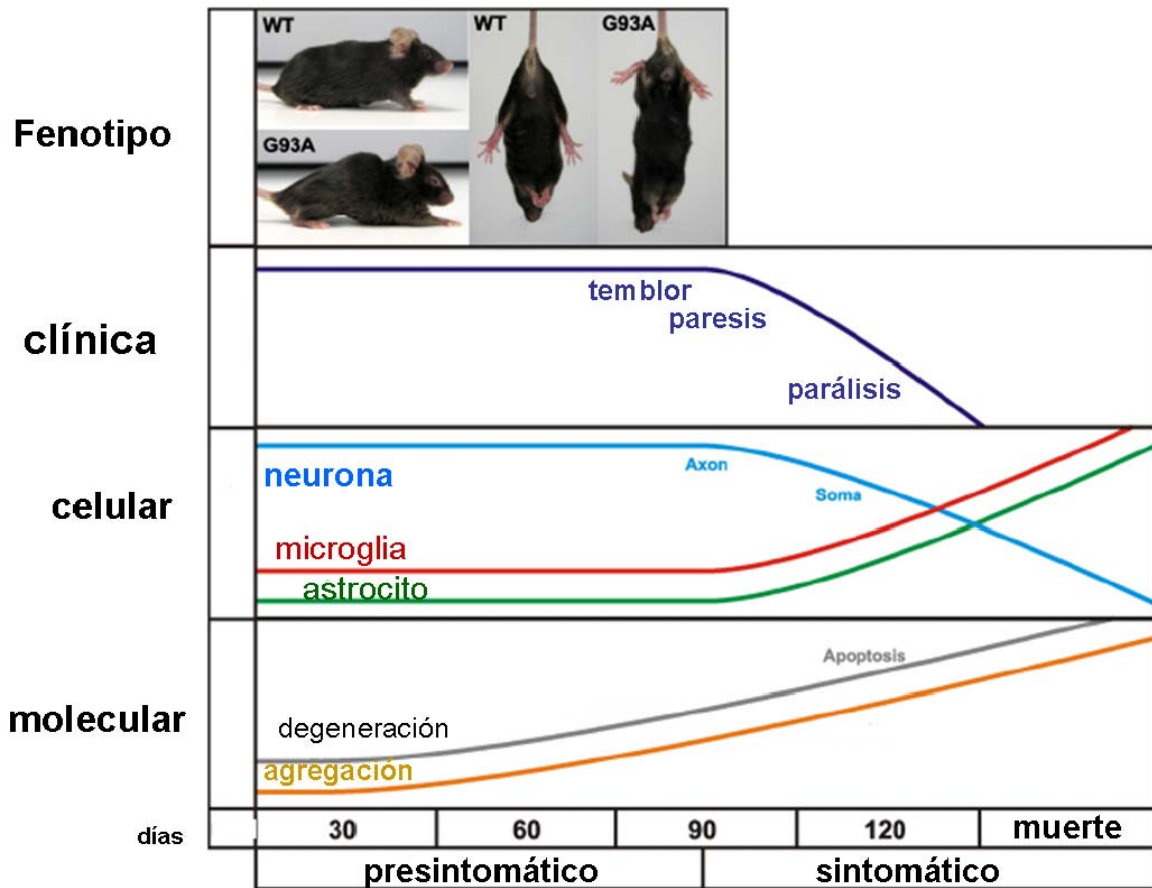 WT
WT
G93A
G93A
Fenotipo
clínica
temblor
paresis
parálisis
celular
neurona
Axon
Soma
microglia
astrocito
molecular
Apoptosis
degeneración
agregación
días
30
60
90
120
muerte
presintomático
sintomático